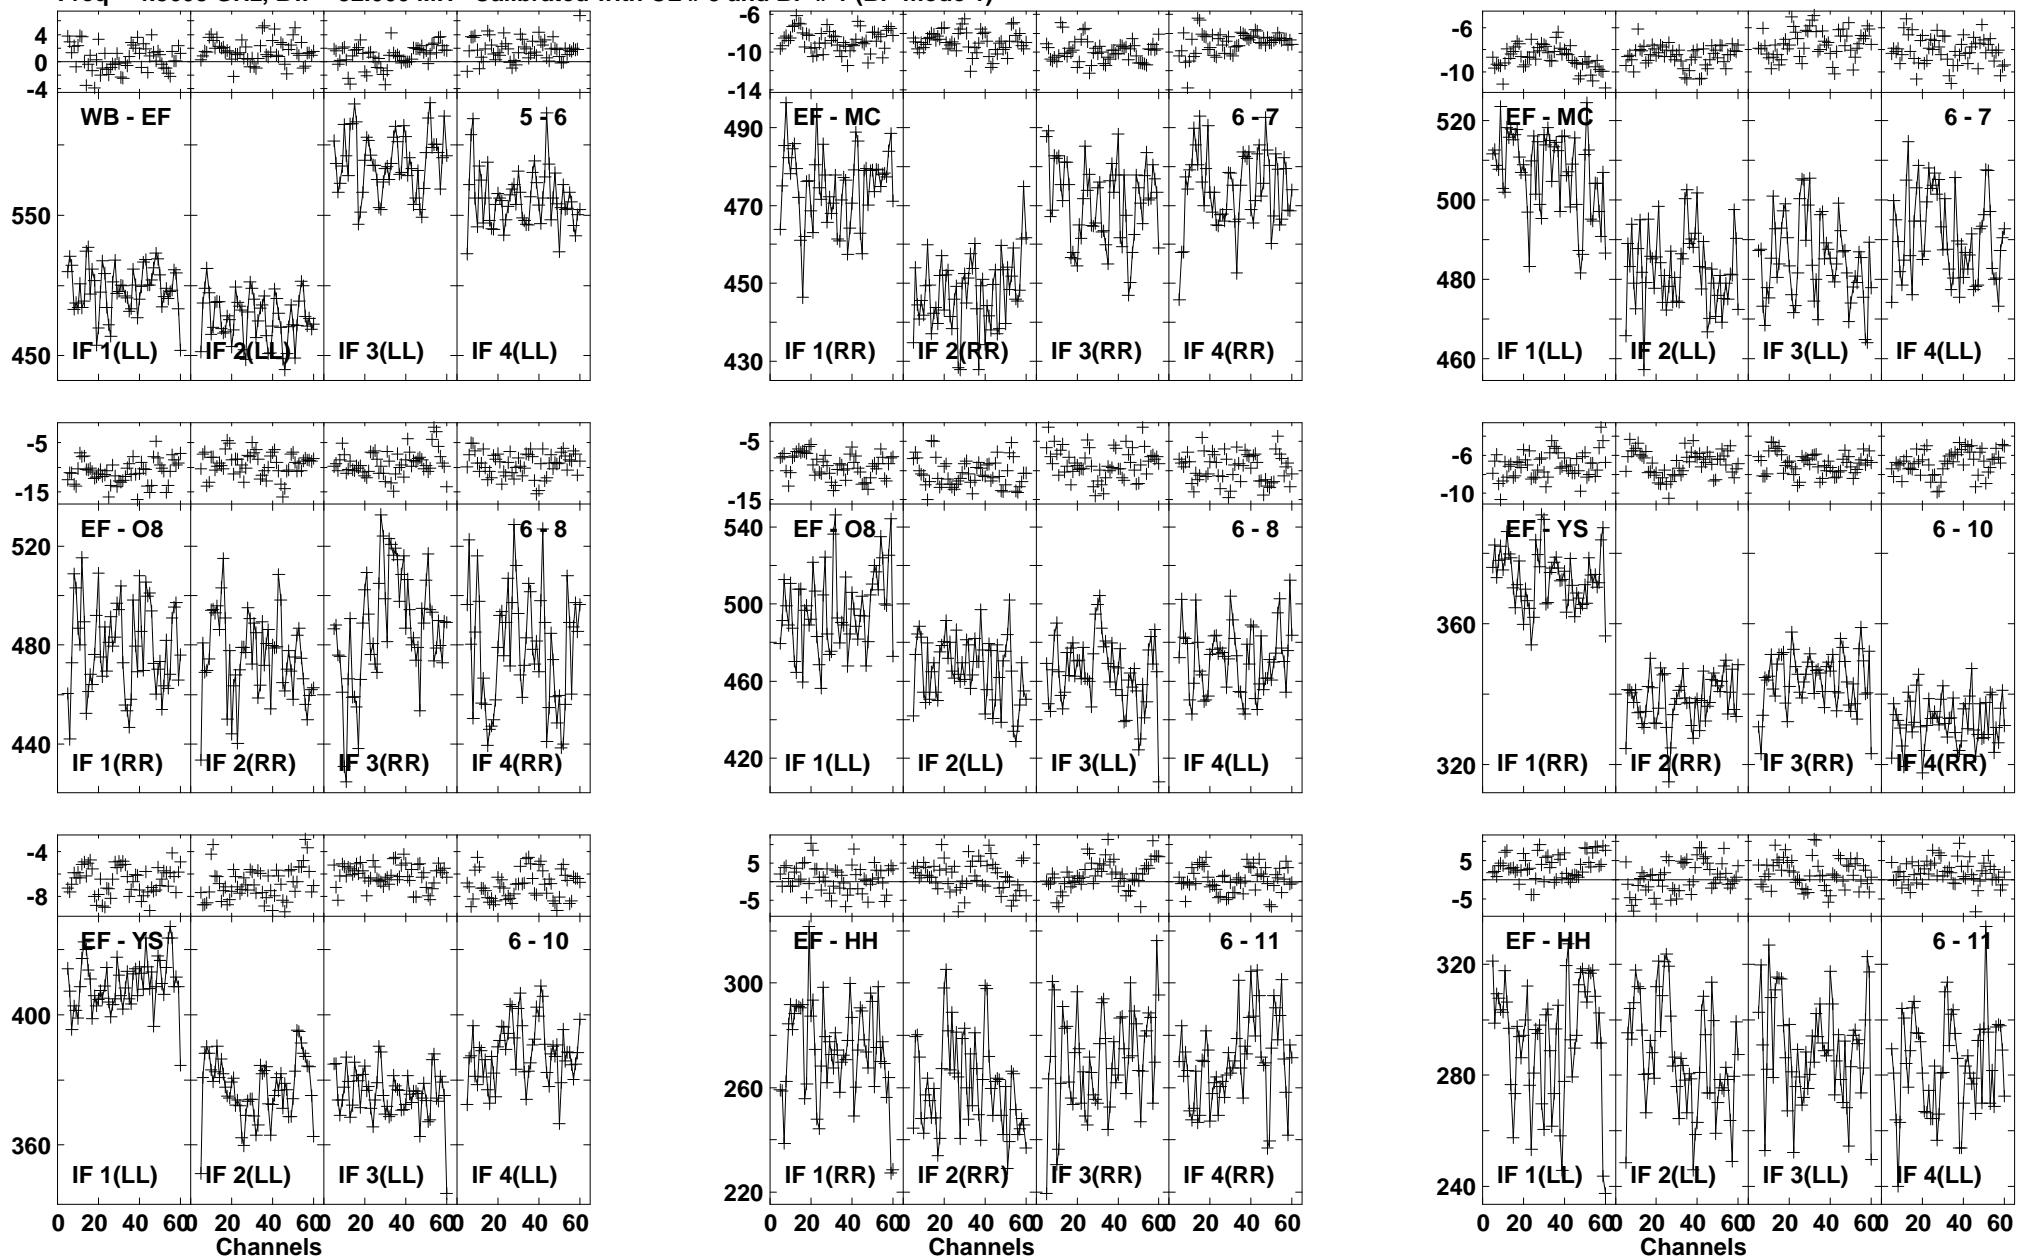 4 0 -4 -6 -10 -14 -6 -10
WB - EF 5 - 6 EF - MC 6 - 7 EF - MC 6 - 7
550 450 490 470 450 430 520 500 480 460
IF 1(LL) IF 2(LL) IF 3(LL) IF 4(LL) IF 1(RR) IF 2(RR) IF 3(RR) IF 4(RR) IF 1(LL) IF 2(LL) IF 3(LL) IF 4(LL)
-5 -15 -5 -15 -6 -10
EF - O8 6 - 8 EF - O8 6 - 8 EF - YS 6 - 10
520 480 440 540 500 460 420 360 320
IF 1(RR) IF 2(RR) IF 3(RR) IF 4(RR) IF 1(LL) IF 2(LL) IF 3(LL) IF 4(LL) IF 1(RR) IF 2(RR) IF 3(RR) IF 4(RR)
-4 -8 5 -5 5 -5
EF - YS 6 - 10 EF - HH 6 - 11 EF - HH 6 - 11
400 360 300 260 220 320 280 240
IF 1(LL) IF 2(LL) IF 3(LL) IF 4(LL) IF 1(RR) IF 2(RR) IF 3(RR) IF 4(RR) IF 1(LL) IF 2(LL) IF 3(LL) IF 4(LL)
0 20 40 60 0 20 40 60 0 20 40 60 0 20 40 60 0 20 40 60 0 20 40 60 0 20 40 60 0 20 40 60 0 20 40 60 0 20 40 60 0 20 40 60 0 20 40 60
Channels Channels Channels